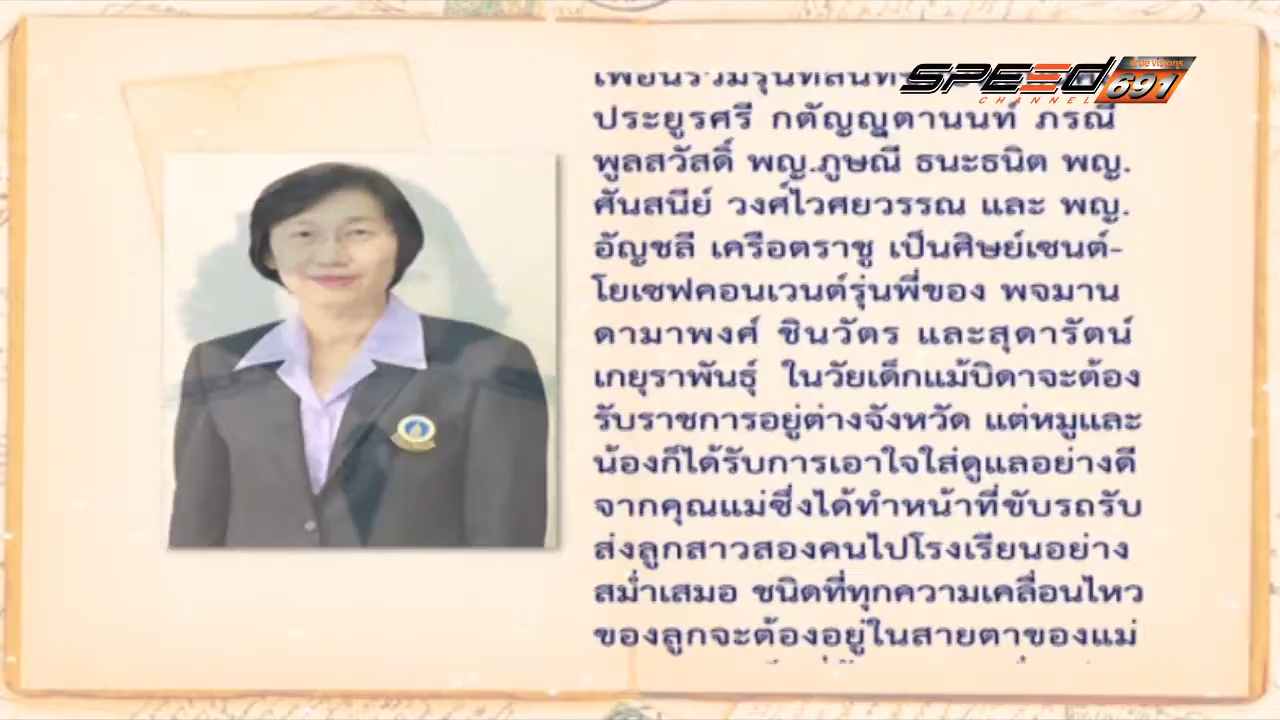 SPEED
CHANNEL
true visions
691
ประยูรศรี กตัญญุตานนท์ ภรณี
พูลสวัสดิ์ พญ.ภูษณี ธนะธนิต พญ.
ศันสนีย์ วงศ์ไวศยวรรณ และ พญ.
อัญชลี เครือตราชู เป็นศิษย์เซนต์-
โยเซฟคอนเวนต์รุ่นพี่ของ พจมาน
ดามาพงศ์ ชินวัตร และสุดารัตน์
เกยุราพันธุ์ ในวัยเด็กแม้บิดาจะต้อง
รับราชการอยู่ต่างจังหวัด แต่หมูและ
น้องก็ได้รับการเอาใจใส่ดูแลอย่างดี
จากคุณแม่ซึ่งได้ทำหน้าที่ขับรถรับ
ส่งลูกสาวสองคนไปโรงเรียนอย่าง
สม่ำเสมอ ชนิดที่ทุกความเคลื่อนไหว
ของลูกจะต้องอยู่ในสายตาของแม่